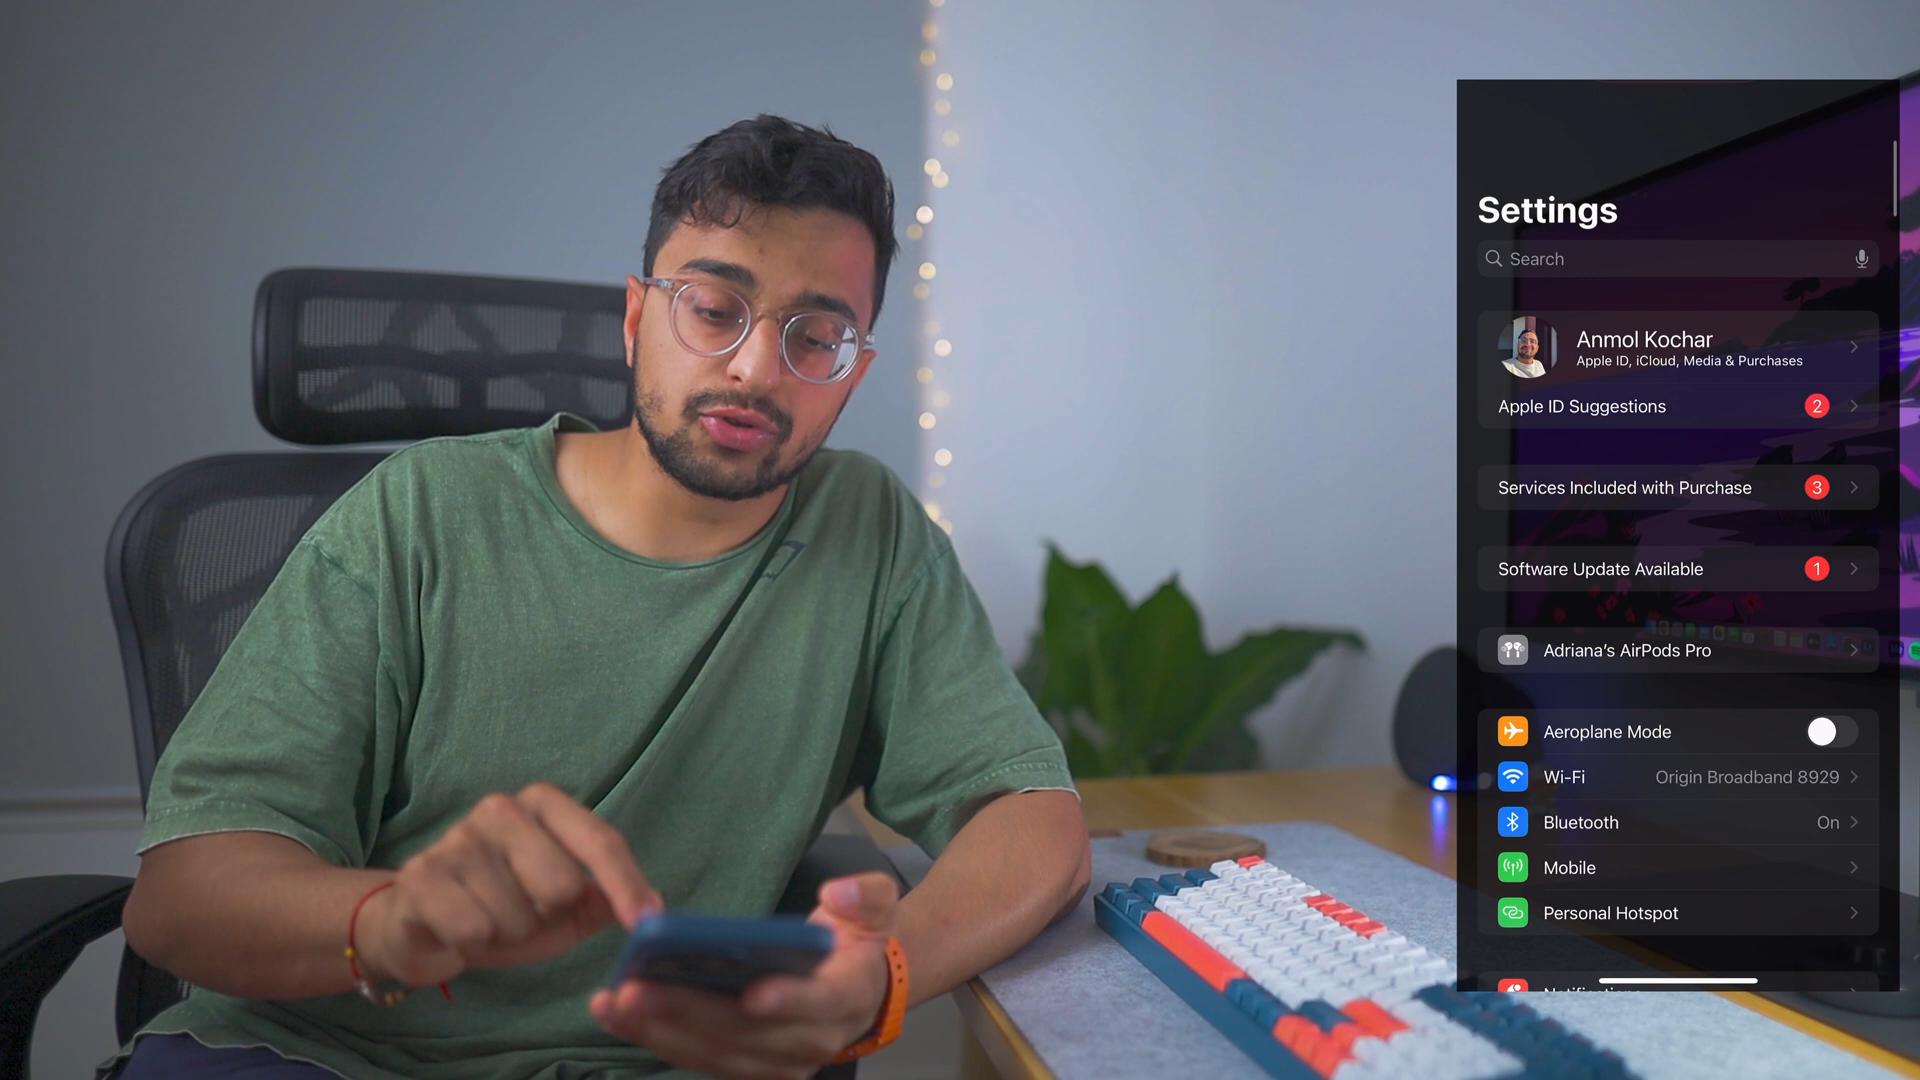 Settings
Search
Anmol Kochar
Apple ID, iCloud, Media & Purchases
Apple ID Suggestions 2
Services Included with Purchase 3
Software Update Available 1
Adriana’s AirPods Pro
Aeroplane Mode
Wi-Fi Origin Broadband 8929
Bluetooth On
Mobile
Personal Hotspot